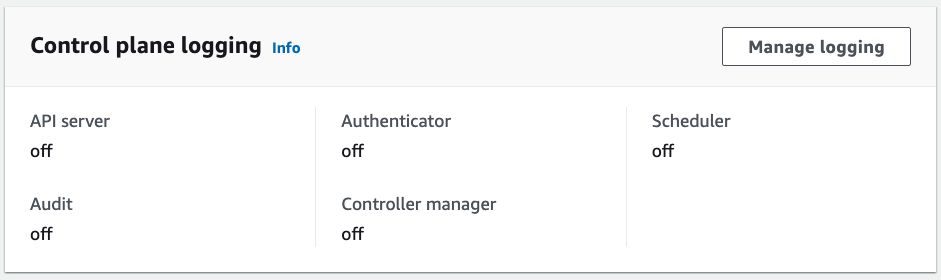 Control plane logging Info
Manage logging
API server
off
Authenticator
off
Scheduler
off
Audit
off
Controller manager
off